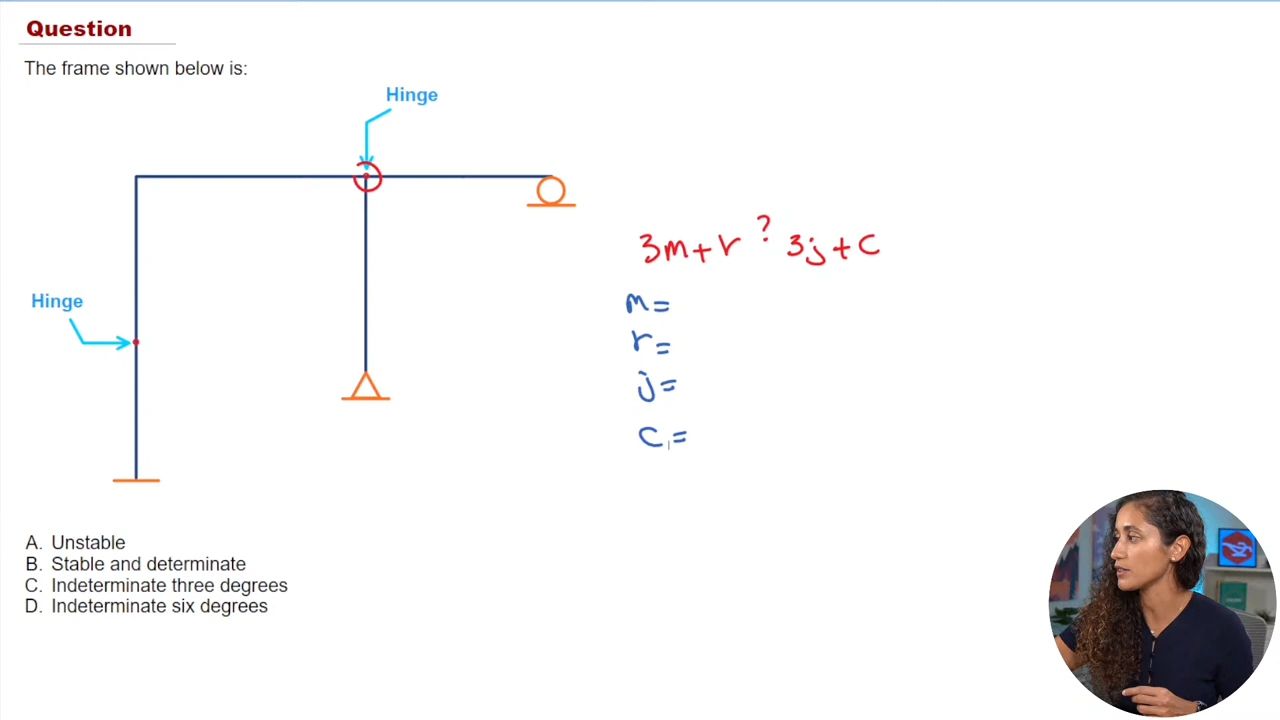 Question
The frame shown below is:
Hinge
Hinge
3m+r ? 3j+c
m=
r=
j=
c=
A. Unstable
B. Stable and determinate
C. Indeterminate three degrees
D. Indeterminate six degrees